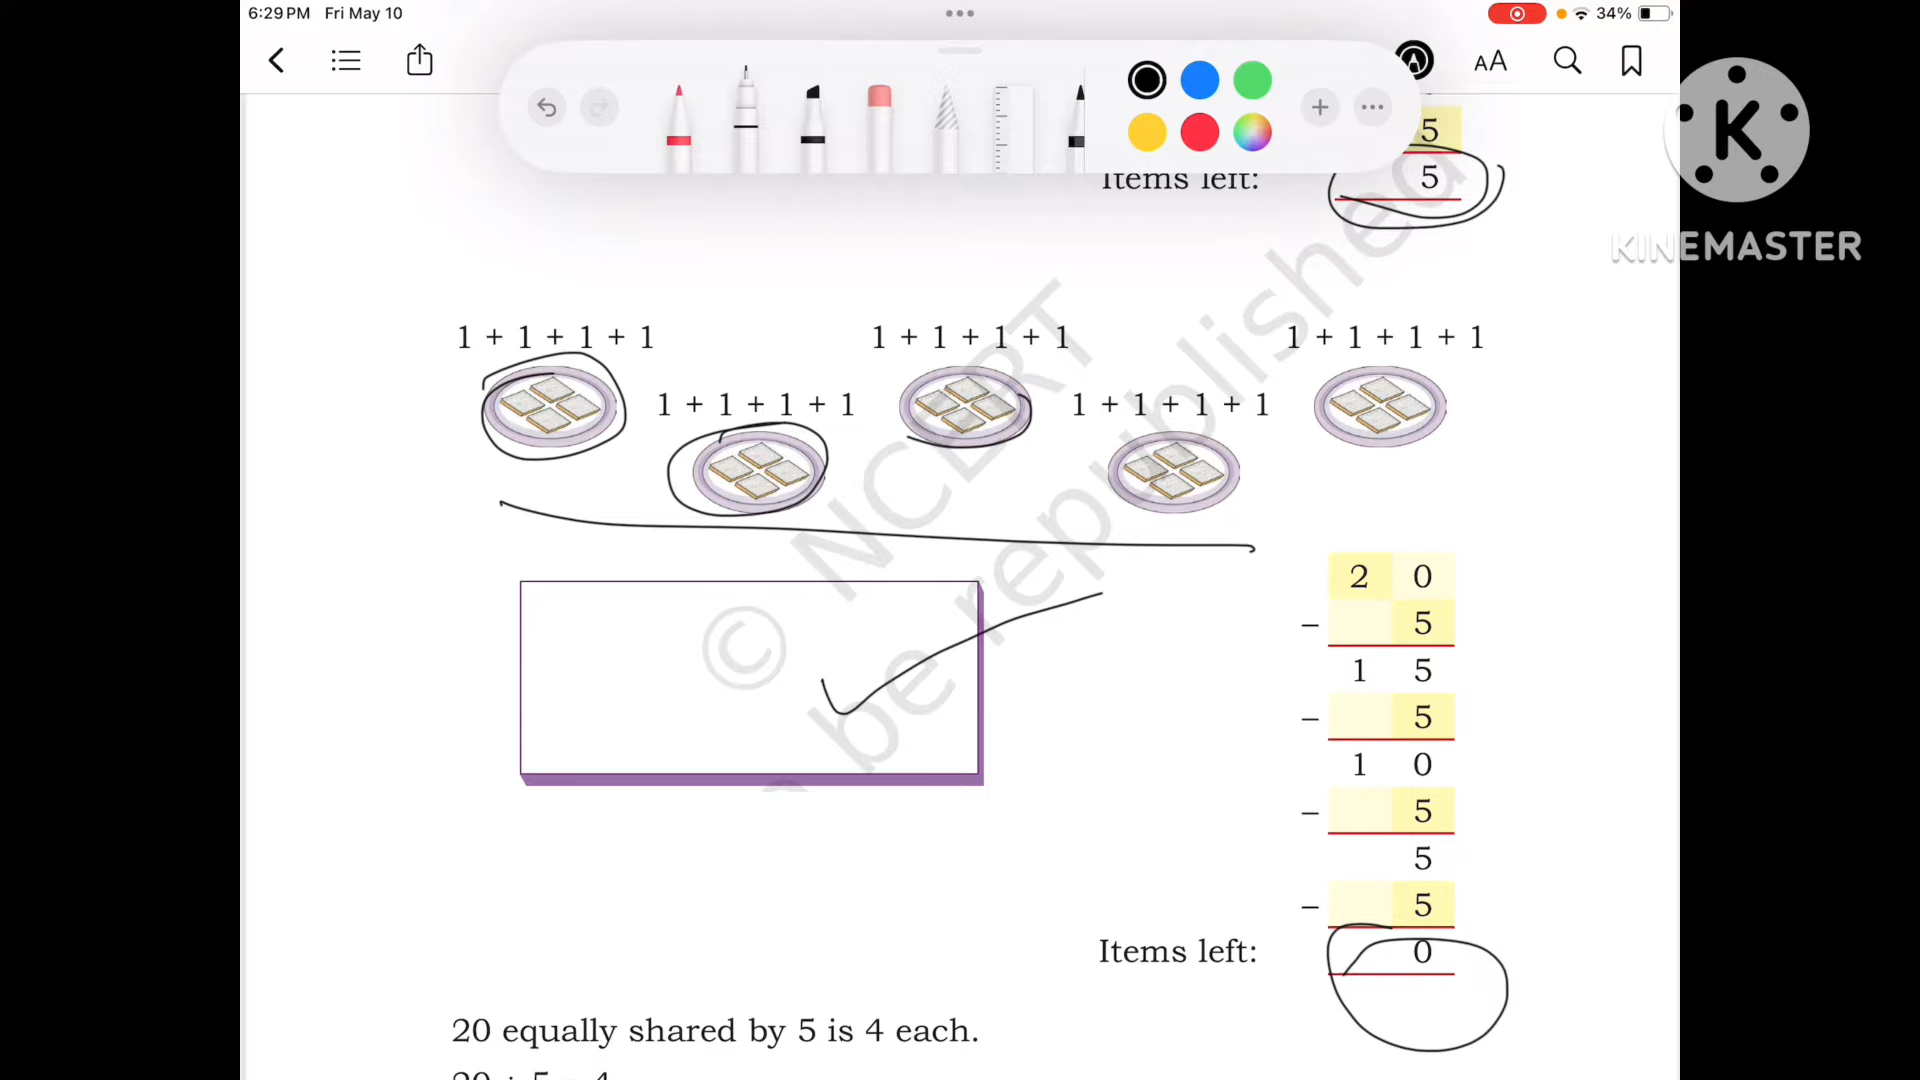 6:29 PM Fri May 10
34%
AA
5
Items left: 5
K
KINEMASTER
1 + 1 + 1 + 1
1 + 1 + 1 + 1
1 + 1 + 1 + 1
1 + 1 + 1 + 1
1 + 1 + 1 + 1
© NCERT
be republished
2 0
– 5
1 5
– 5
1 0
– 5
5
– 5
Items left: 0
20 equally shared by 5 is 4 each.